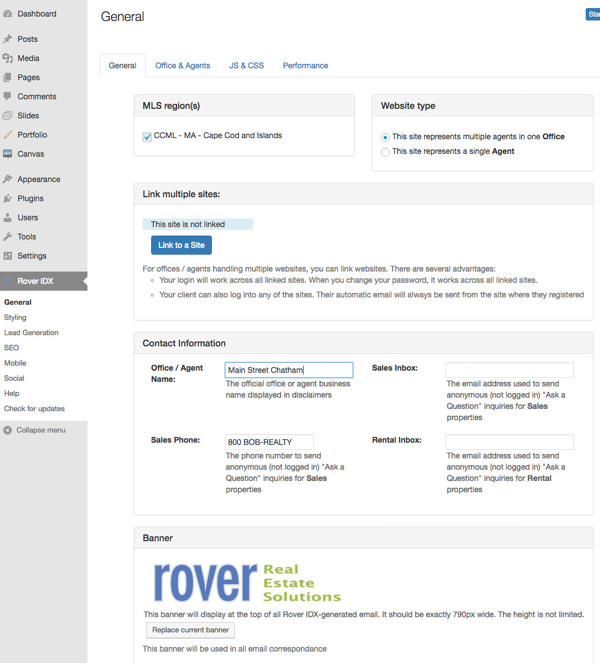 Dashboard
Posts
Media
Pages
Comments
Slides
Portfolio
Canvas
Appearance
Plugins
Users
Tools
Settings
Rover IDX
General
Styling
Lead Generation
SEO
Mobile
Social
Help
Check for updates
Collapse menu
General
General Office & Agents JS & CSS Performance
MLS region(s)
CCML - MA - Cape Cod and Islands
Website type
This site represents multiple agents in one Office
This site represents a single Agent
Link multiple sites:
This site is not linked
Link to a Site
For offices / agents handling multiple websites, you can link websites. There are several advantages:
Your login will work across all linked sites. When you change your password, it works across all linked sites.
Your client can also log into any of the sites. Their automatic email will always be sent from the site where they registered
Contact Information
Office / Agent
Name:
Main Street Chatham
The official office or agent business
name displayed in disclaimers
Sales Inbox:
The email address used to send
anonymous (not logged in) "Ask a
Question" inquiries for Sales
properties
Sales Phone:
800 BOB-REALTY
The phone number to send
anonymous (not logged in) "Ask a
Question" inquiries for Sales
properties
Rental Inbox:
The email address used to send
anonymous (not logged in) "Ask a
Question" inquiries for Rental
properties
Banner
rover Real
Estate
Solutions
This banner will display at the top of all Rover IDX-generated email. It should be exactly 790px wide. The height is not limited.
Replace current banner
This banner will be used in all email correspondance